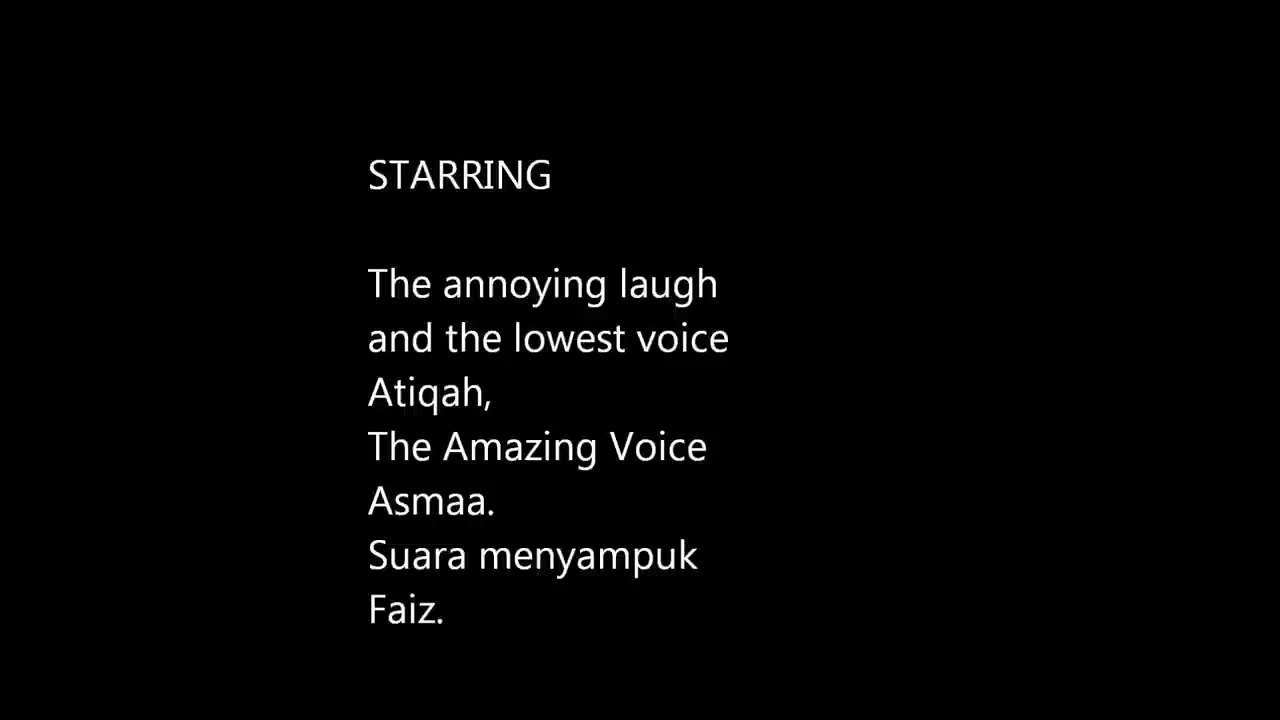 STARRING
The annoying laugh
and the lowest voice
Atiqah,
The Amazing Voice
Asmaa.
Suara menyampuk
Faiz.